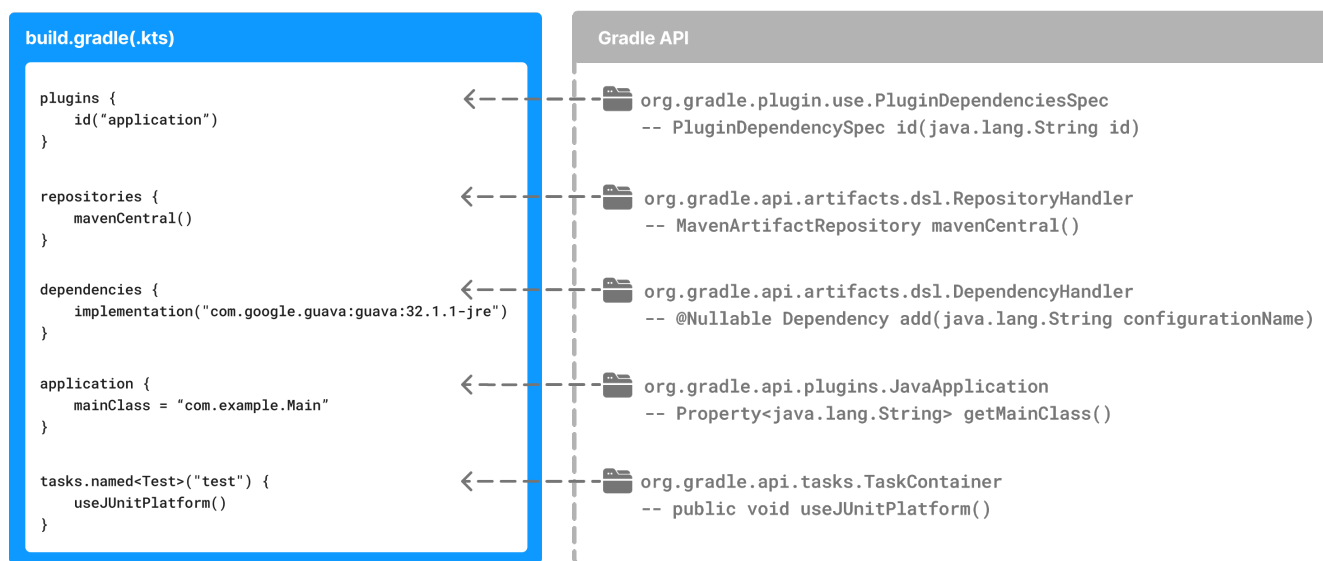 build.gradle(.kts)
plugins {
    id(“application”)
}
repositories {
    mavenCentral()
}
dependencies {
    implementation("com.google.guava:guava:32.1.1-jre")
}
application {
    mainClass = “com.example.Main”
}
tasks.named<Test>("test") {
    useJUnitPlatform()
}
Gradle API
org.gradle.plugin.use.PluginDependenciesSpec
-- PluginDependencySpec id(java.lang.String id)
org.gradle.api.artifacts.dsl.RepositoryHandler
-- MavenArtifactRepository mavenCentral()
org.gradle.api.artifacts.dsl.DependencyHandler
-- @Nullable Dependency add(java.lang.String configurationName)
org.gradle.api.plugins.JavaApplication
-- Property<java.lang.String> getMainClass()
org.gradle.api.tasks.TaskContainer
-- public void useJUnitPlatform()